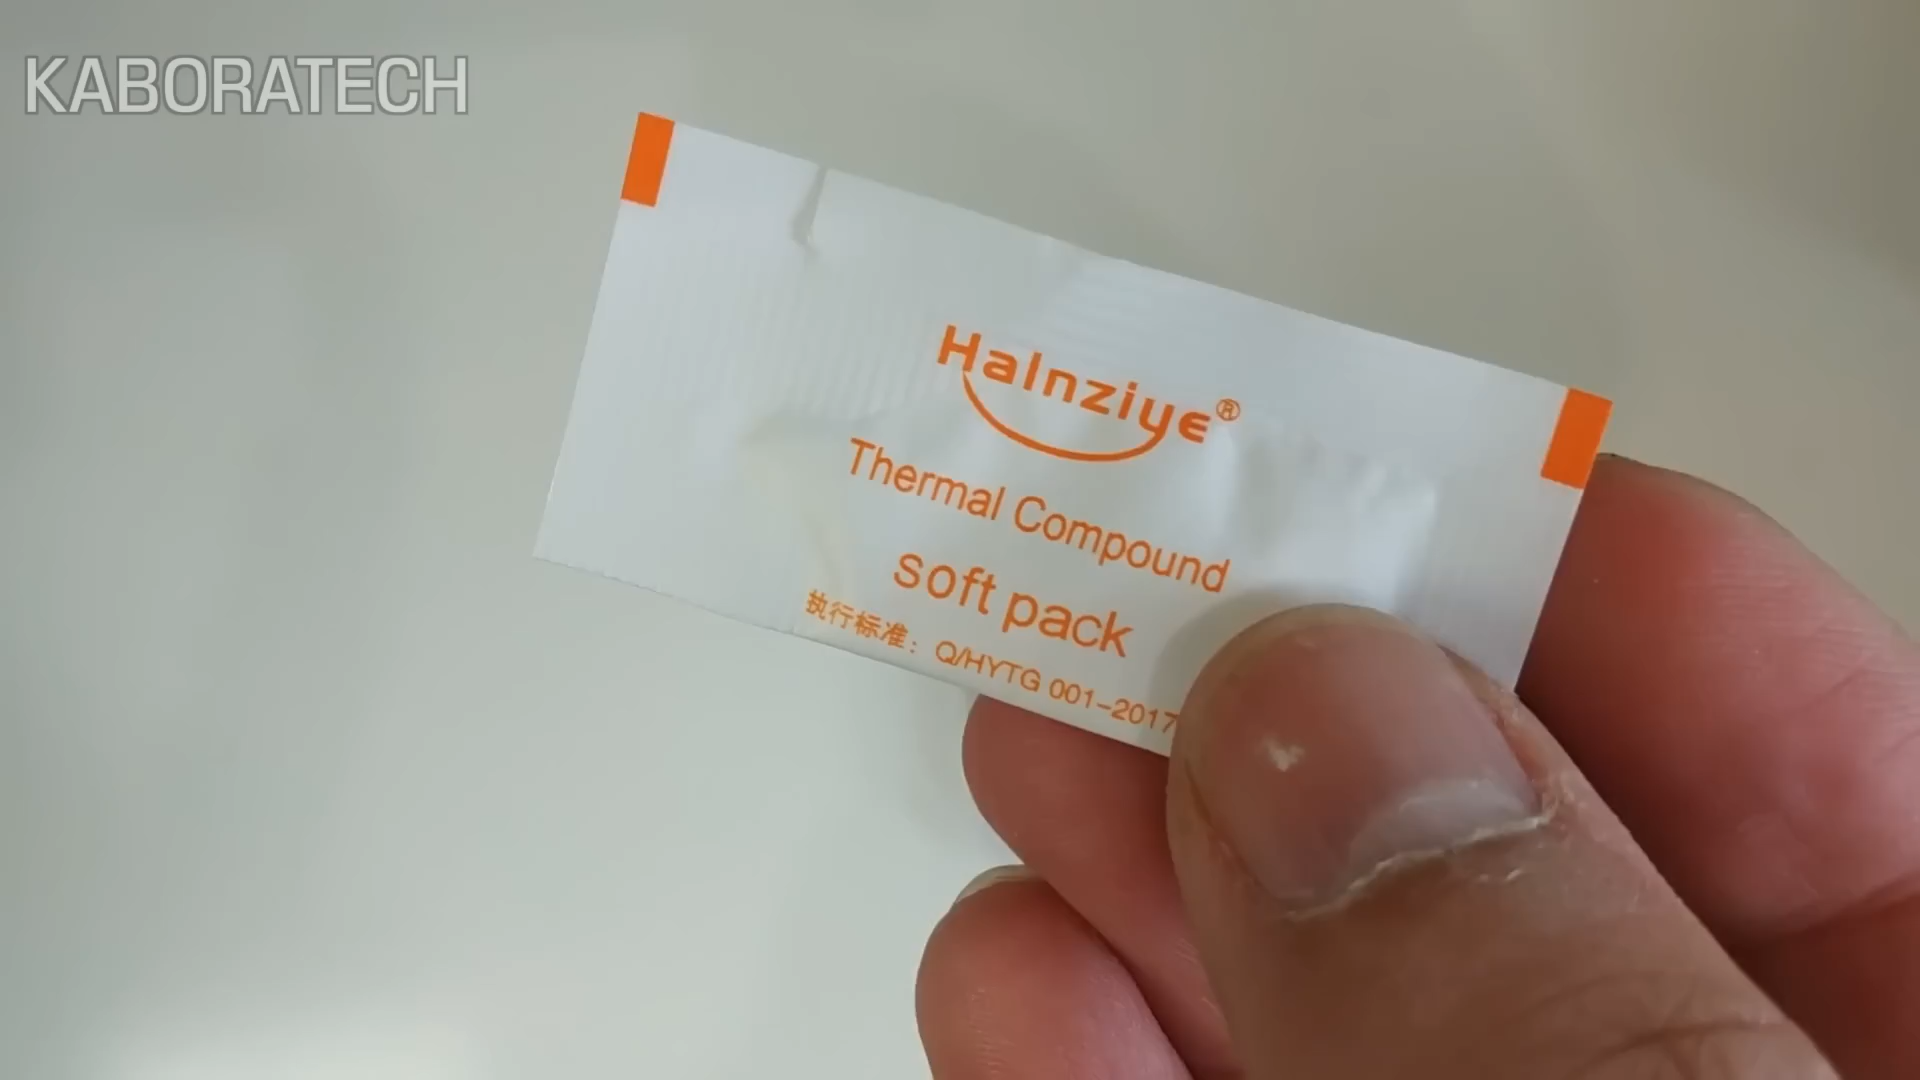 KABORATECH
Halnziye®
Thermal Compound
soft pack
执行标准：Q/HYTG 001-2017